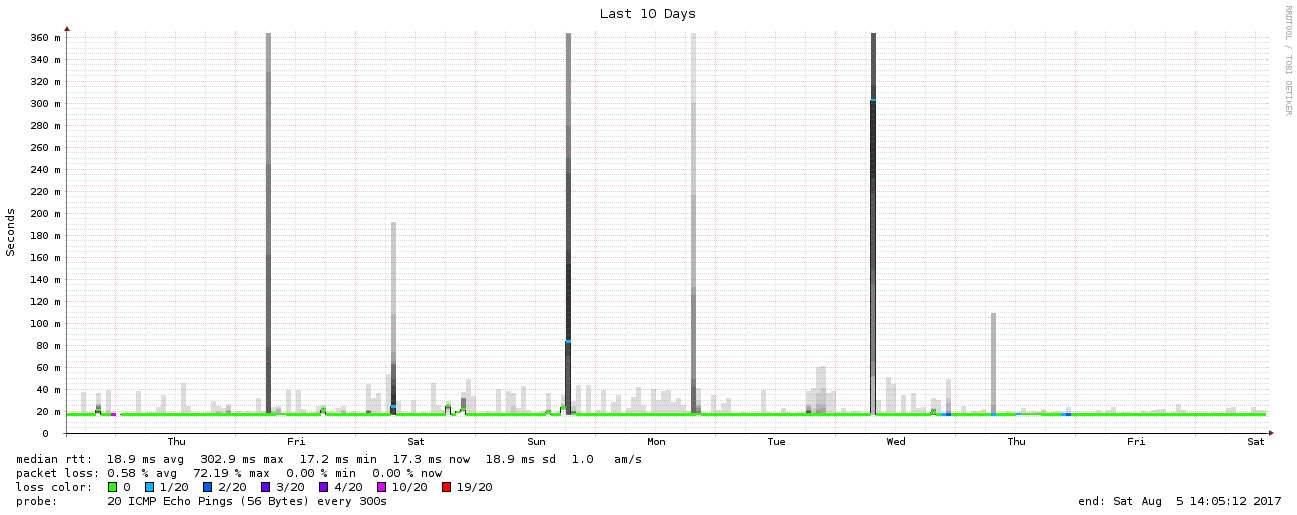 Last 10 Days
RRDTOOL / TOBI OETIKER
Seconds
360 m
340 m
320 m
300 m
280 m
260 m
240 m
220 m
200 m
180 m
160 m
140 m
120 m
100 m
80 m
60 m
40 m
20 m
0
Thu Fri Sat Sun Mon Tue Wed Thu Fri Sat
median rtt: 18.9 ms avg 302.9 ms max 17.2 ms min 17.3 ms now 18.9 ms sd 1.0 am/s
packet loss: 0.58 % avg 72.19 % max 0.00 % min 0.00 % now
loss color: 0 1/20 2/20 3/20 4/20 10/20 19/20
probe: 20 ICMP Echo Pings (56 Bytes) every 300s end: Sat Aug 5 14:05:12 2017